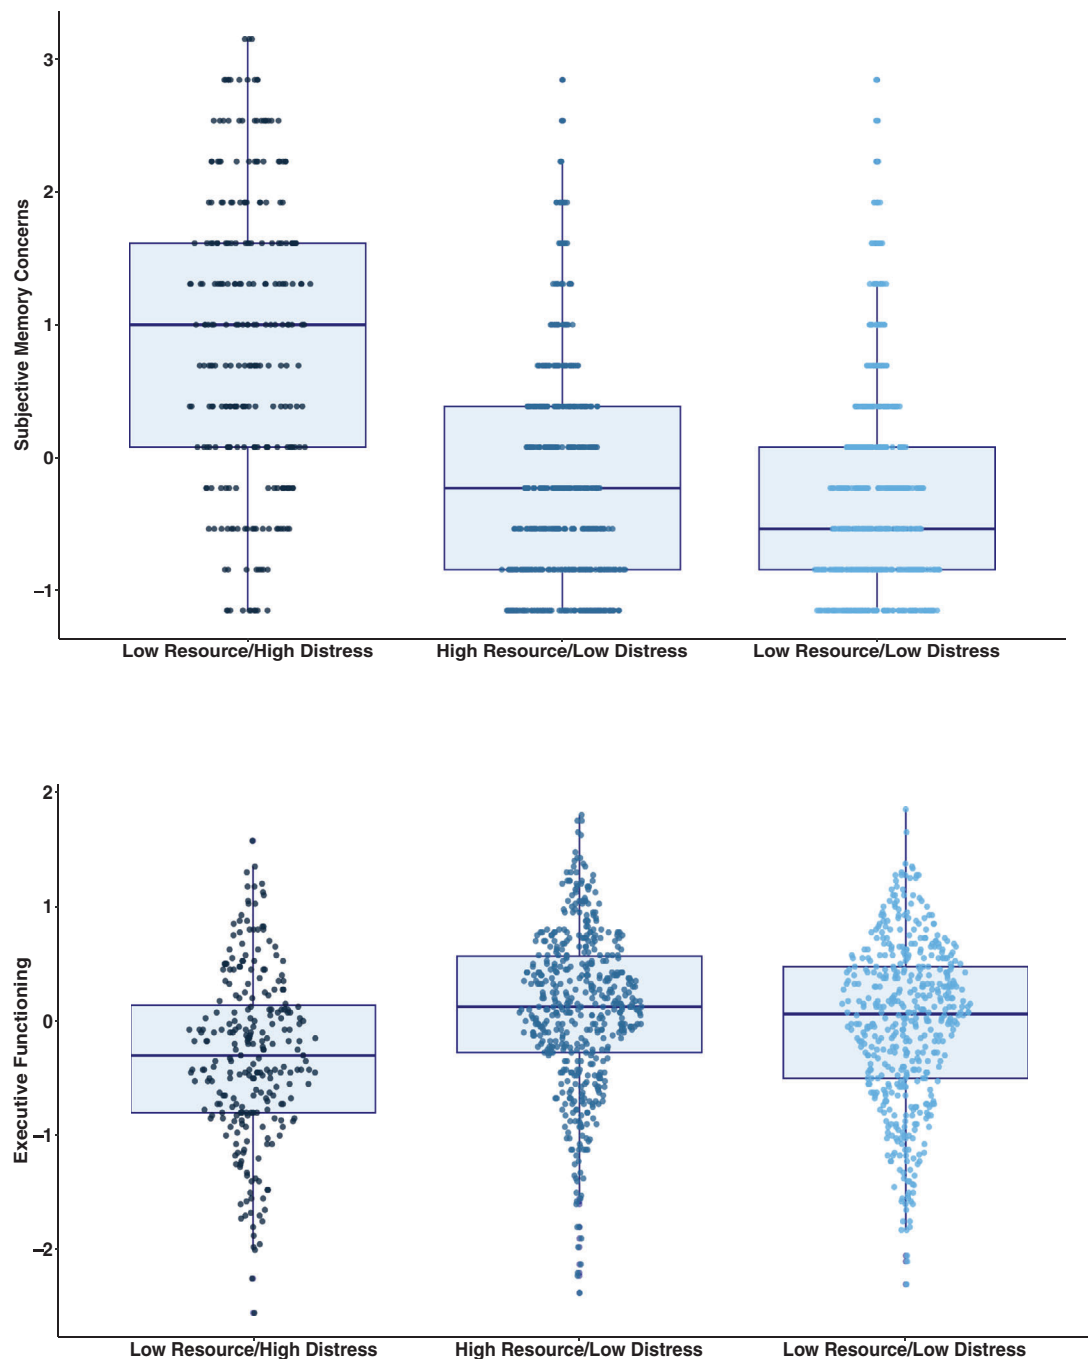 3
2
1
0
−1
Subjective Memory Concerns
Low Resource/High Distress
High Resource/Low Distress
Low Resource/Low Distress
2
1
0
−1
−2
Executive Functioning
Low Resource/High Distress
High Resource/Low Distress
Low Resource/Low Distress